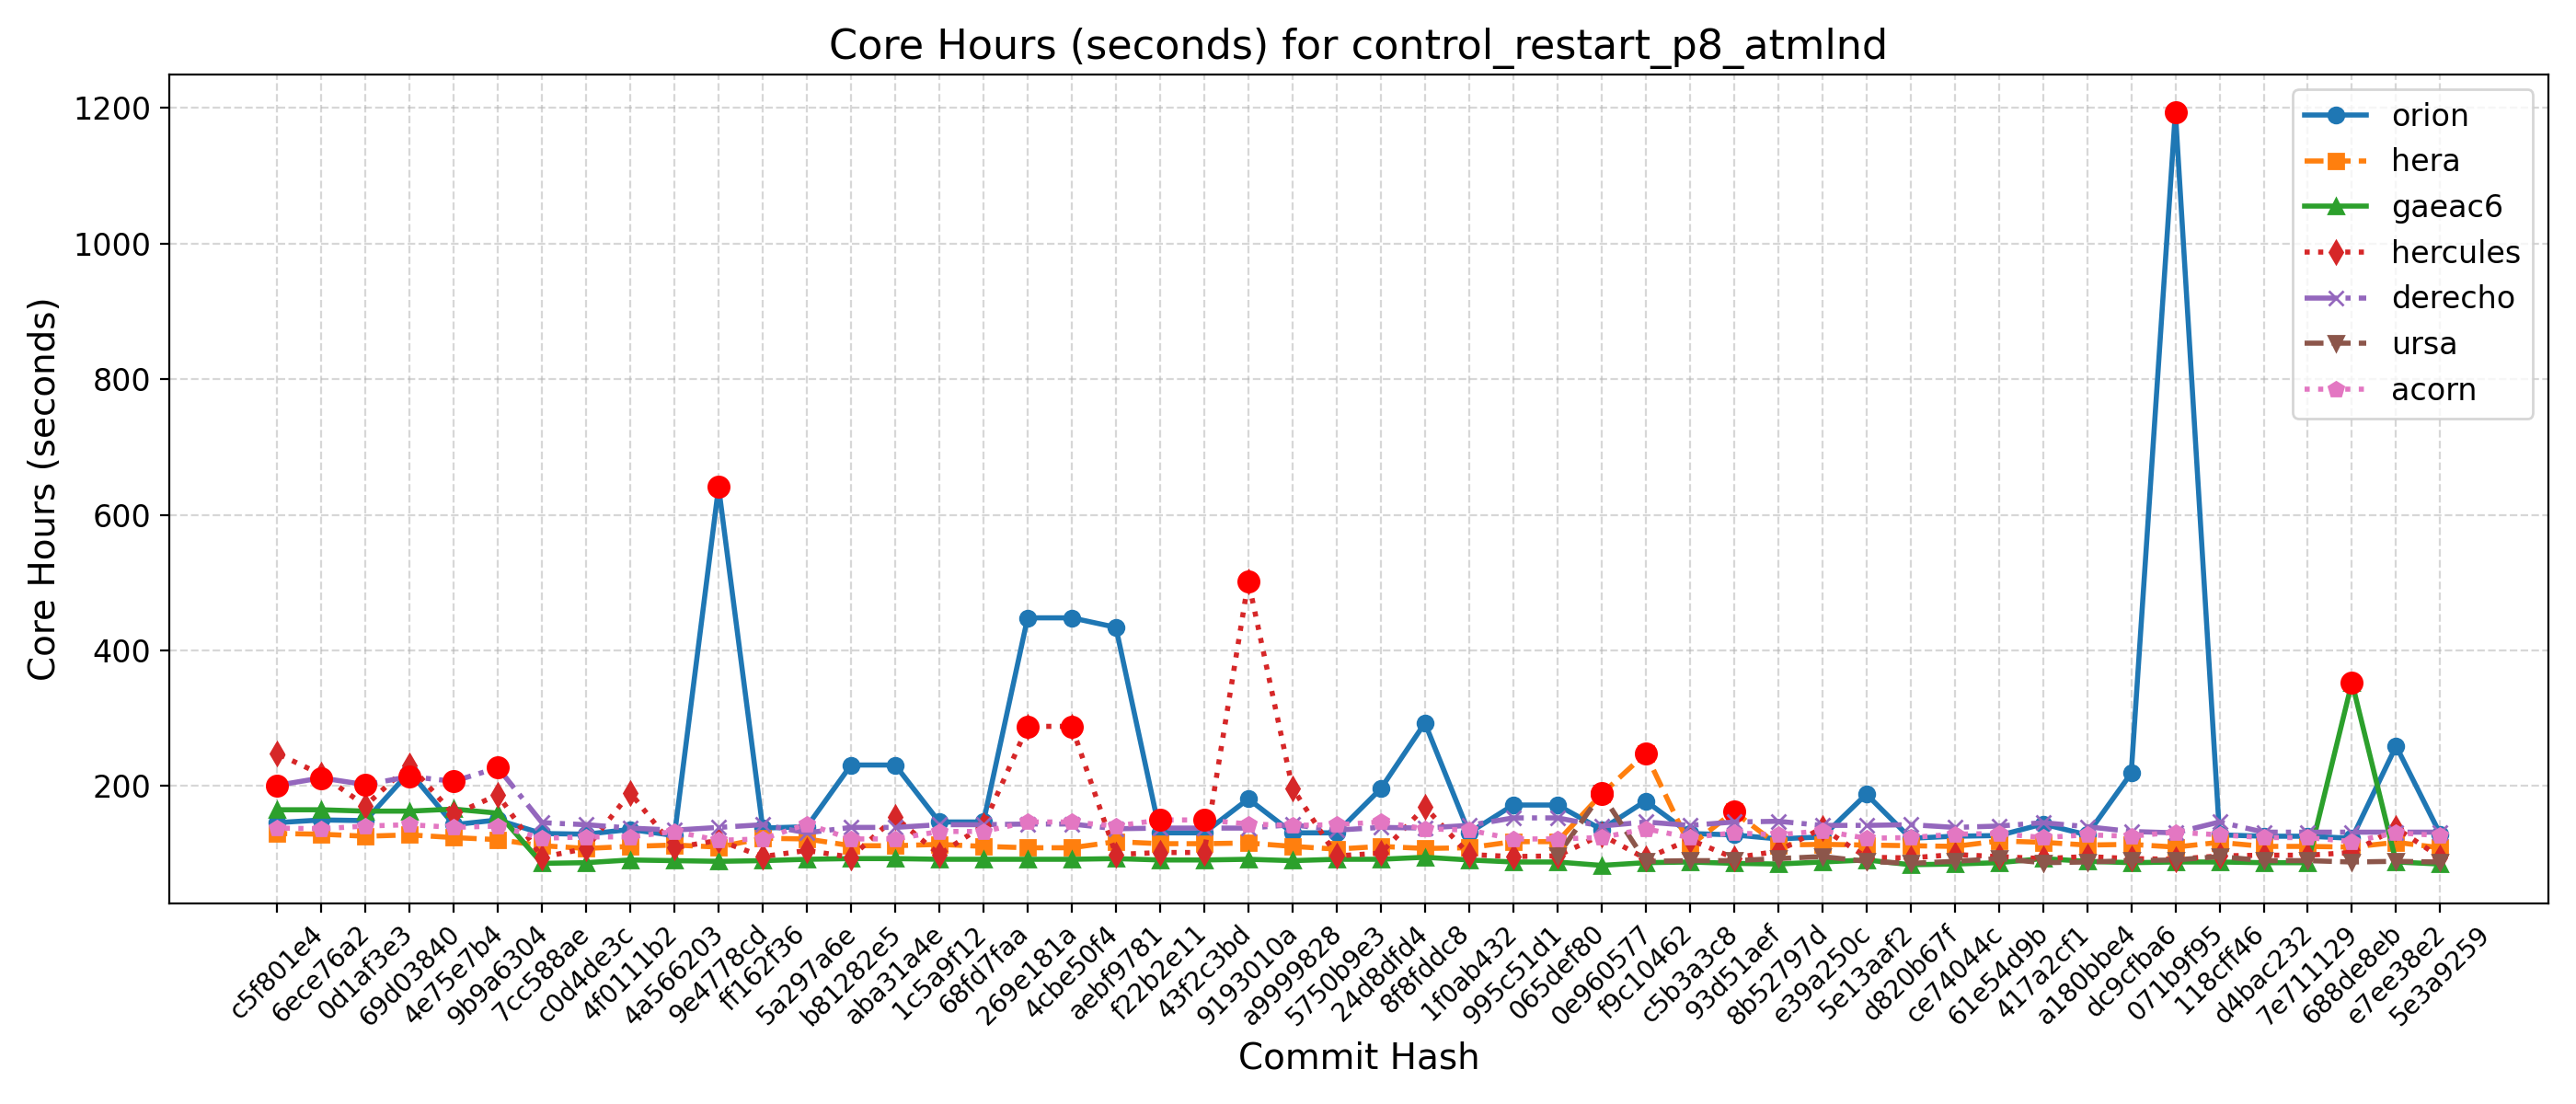 Core Hours (seconds) for control_restart_p8_atmlnd
Core Hours (seconds)
1200
1000
800
600
400
200
orion
hera
gaeac6
hercules
derecho
ursa
acorn
c5f801e4
6ece76a2
0d1af3e3
69d03840
4e75e7b4
9b9a6304
7cc588ae
c0d4de3c
4f0111b2
4a566203
9e4778cd
ff162f36
5a297a6e
b81282e5
aba31a4e
1c5a9f12
68fd7faa
269e181a
4cbe50f4
aebf9781
f22b2e11
43f2c3bd
9193010a
a9999828
5750b9e3
24d8dfd4
8f8fddc8
1f0ab432
995c51d1
065def80
0e960577
f9c10462
c5b3a3c8
93d51aef
8b52797d
e39a250c
5e13aaf2
d820b67f
ce74044c
61e54d9b
417a2cf1
a180bbe4
dc9cfba6
071b9f95
118cff46
d4bac232
7e711129
688de8eb
e7ee38e2
5e3a9259
Commit Hash